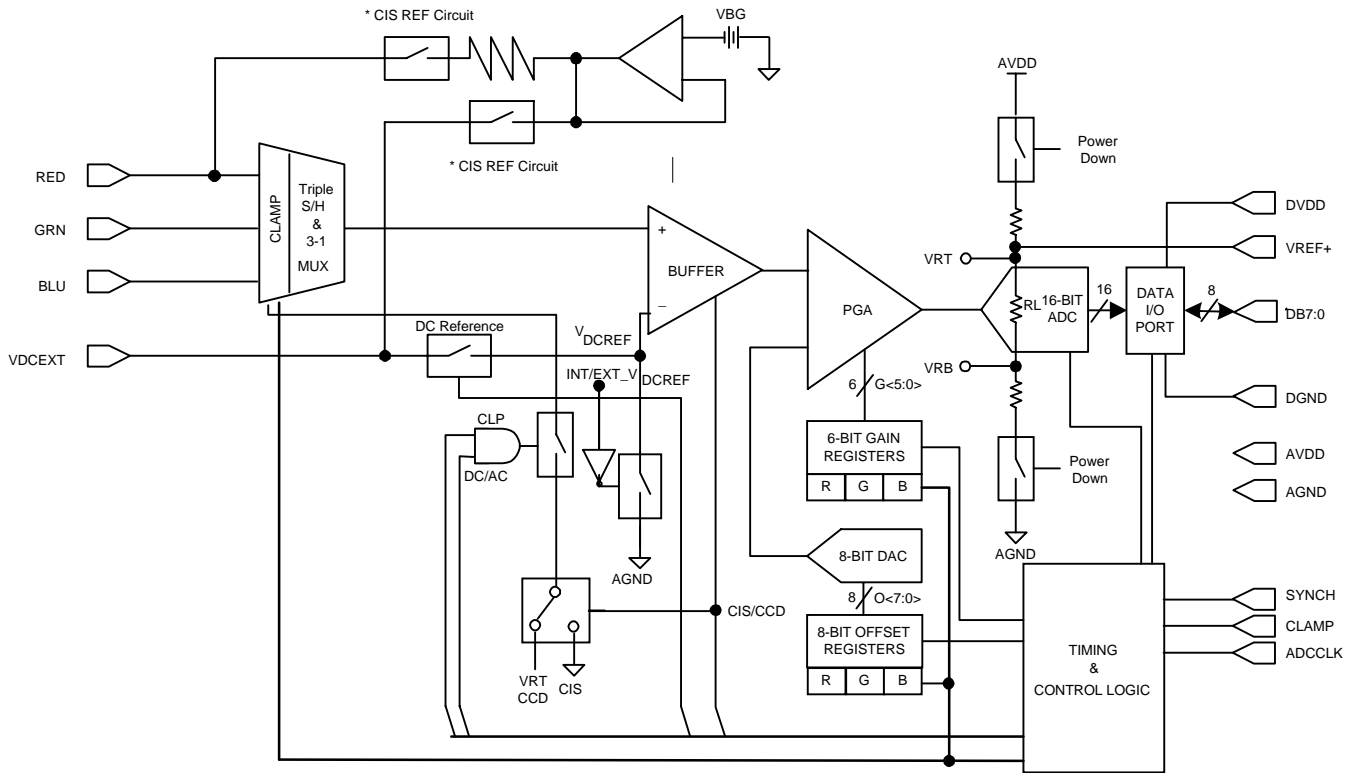 * CIS REF Circuit
VBG
AVDD
* CIS REF Circuit
Power
Down
RED
GRN
BLU
VDCEXT
CLAMP
Triple
S/H
&
3-1
MUX
+
BUFFER
–
PGA
VRT
VRB
RL
16-BIT
ADC
16
DATA
I/O
PORT
8
DVDD
VREF+
DB7:0
DGND
AVDD
AGND
DC Reference
VDCREF
INT/EXT_VDCREF
CLP
DC/AC
AGND
6
G<5:0>
6-BIT GAIN
REGISTERS
R G B
Power
Down
AGND
8-BIT DAC
8
O<7:0>
8-BIT OFFSET
REGISTERS
R G B
CIS/CCD
VRT
CCD
CIS
TIMING
&
CONTROL LOGIC
SYNCH
CLAMP
ADCCLK